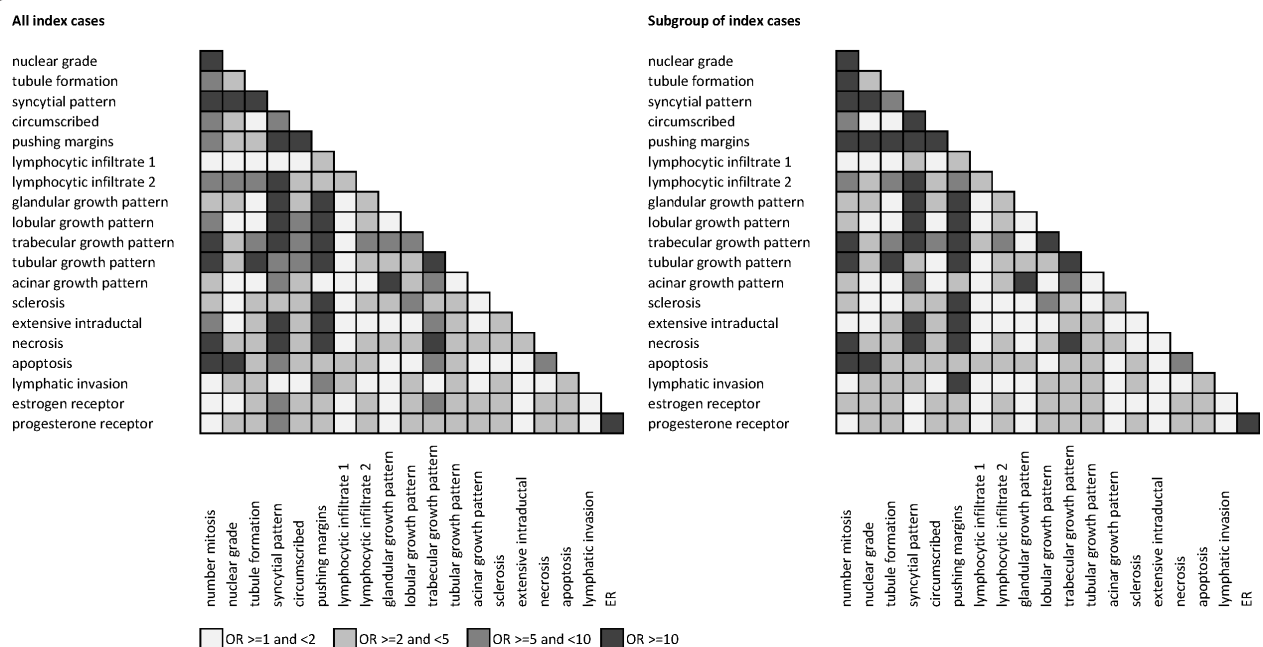 All index cases
nuclear grade
tubule formation
syncytial pattern
circumscribed
pushing margins
lymphocytic infiltrate 1
lymphocytic infiltrate 2
glandular growth pattern
lobular growth pattern
trabecular growth pattern
tubular growth pattern
acinar growth pattern
sclerosis
extensive intraductal
necrosis
apoptosis
lymphatic invasion
estrogen receptor
progesterone receptor
number mitosis
nuclear grade
tubule formation
syncytial pattern
circumscribed
pushing margins
lymphocytic infiltrate 1
lymphocytic infiltrate 2
glandular growth pattern
lobular growth pattern
trabecular growth pattern
tubular growth pattern
acinar growth pattern
sclerosis
extensive intraductal
necrosis
apoptosis
lymphatic invasion
ER
Subgroup of index cases
nuclear grade
tubule formation
syncytial pattern
circumscribed
pushing margins
lymphocytic infiltrate 1
lymphocytic infiltrate 2
glandular growth pattern
lobular growth pattern
trabecular growth pattern
tubular growth pattern
acinar growth pattern
sclerosis
extensive intraductal
necrosis
apoptosis
lymphatic invasion
estrogen receptor
progesterone receptor
number mitosis
nuclear grade
tubule formation
syncytial pattern
circumscribed
pushing margins
lymphocytic infiltrate 1
lymphocytic infiltrate 2
glandular growth pattern
lobular growth pattern
trabecular growth pattern
tubular growth pattern
acinar growth pattern
sclerosis
extensive intraductal
necrosis
apoptosis
lymphatic invasion
ER
OR >=1 and <2
OR >=2 and <5
OR >=5 and <10
OR >=10